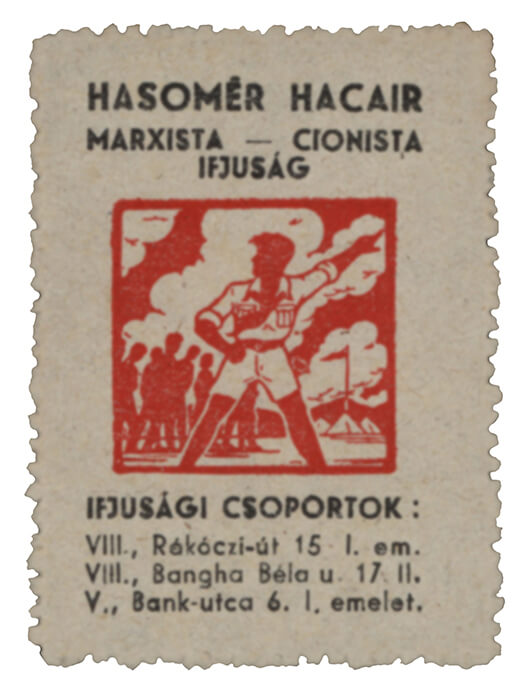 HASOMÊR HACAIR
MARXISTA — CIONISTA
IFJUSÁG
IFJUSÁGI CSOPORTOK :
VIII., Rákóczi-út 15 I. em.
VIII., Bangha Béla u. 17 II.
V., Bank-utca 6. I. emelet.